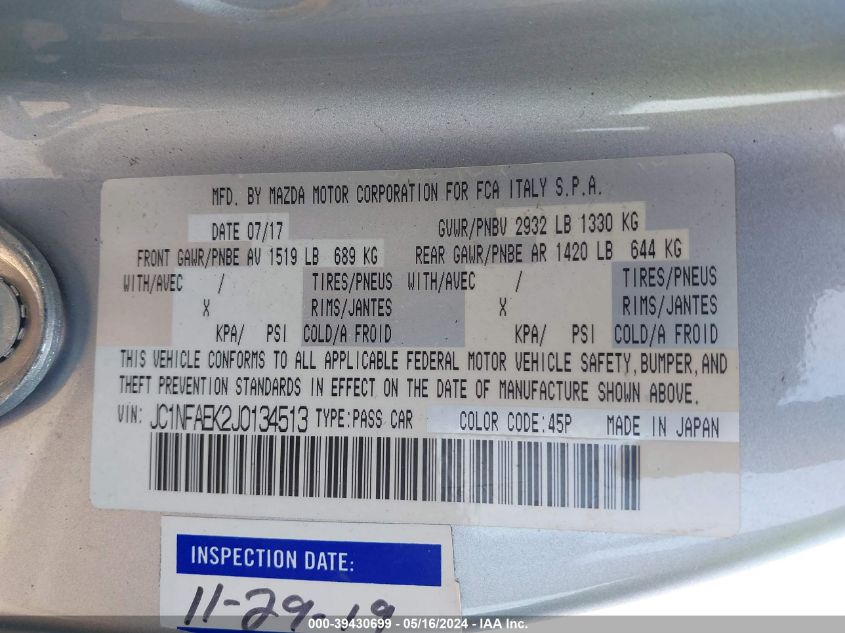 MFD. BY MAZDA MOTOR CORPORATION FOR FCA ITALY S.P.A.
DATE 07/17 GVWR/PNBV 2932 LB 1330 KG
FRONT GAWR/PNBE AV 1519 LB 689 KG REAR GAWR/PNBE AR 1420 LB 644 KG
WITH/AVEC / TIRES/PNEUS WITH/AVEC / TIRES/PNEUS
X RIMS/JANTES X RIMS/JANTES
KPA/ PSI COLD/A FROID KPA/ PSI COLD/A FROID
THIS VEHICLE CONFORMS TO ALL APPLICABLE FEDERAL MOTOR VEHICLE SAFETY, BUMPER, AND
THEFT PREVENTION STANDARDS IN EFFECT ON THE DATE OF MANUFACTURE SHOWN ABOVE.
VIN: JC1NFAEK2J0134513 TYPE:PASS CAR COLOR CODE:45P MADE IN JAPAN
INSPECTION DATE:
11-29-19
000-39430699 - 05/16/2024 - IAA Inc.